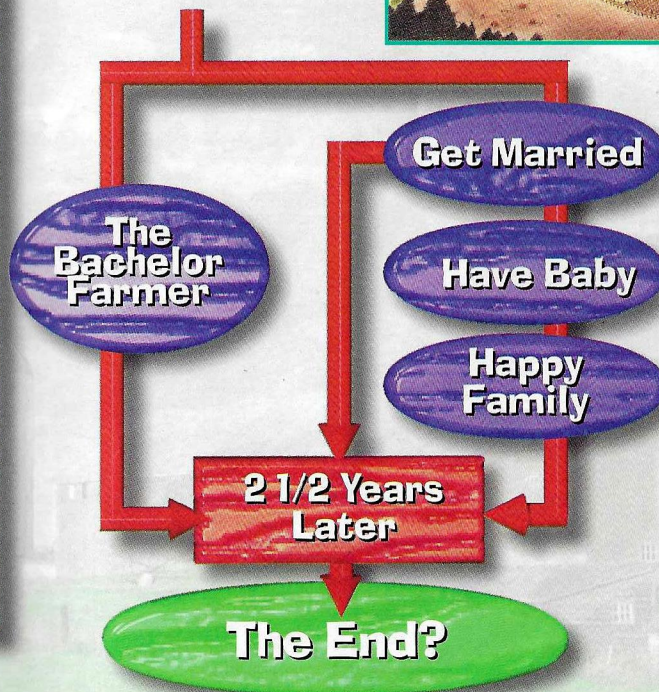 Get Married
The
Bachelor
Farmer
Have Baby
Happy
Family
2 1/2 Years
Later
The End?